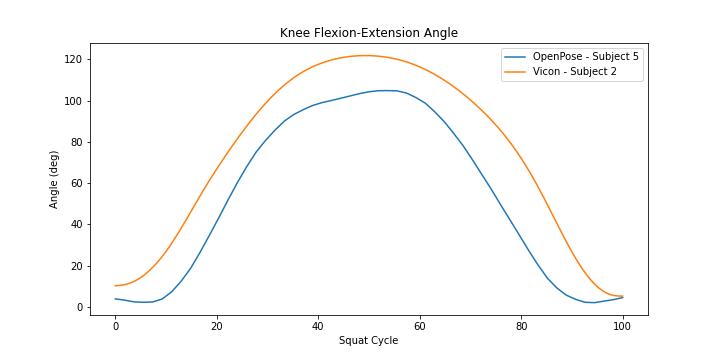 Knee Flexion-Extension Angle
OpenPose - Subject 5
Vicon - Subject 2
Angle (deg)
120
100
80
60
40
20
0
0 20 40 60 80 100
Squat Cycle